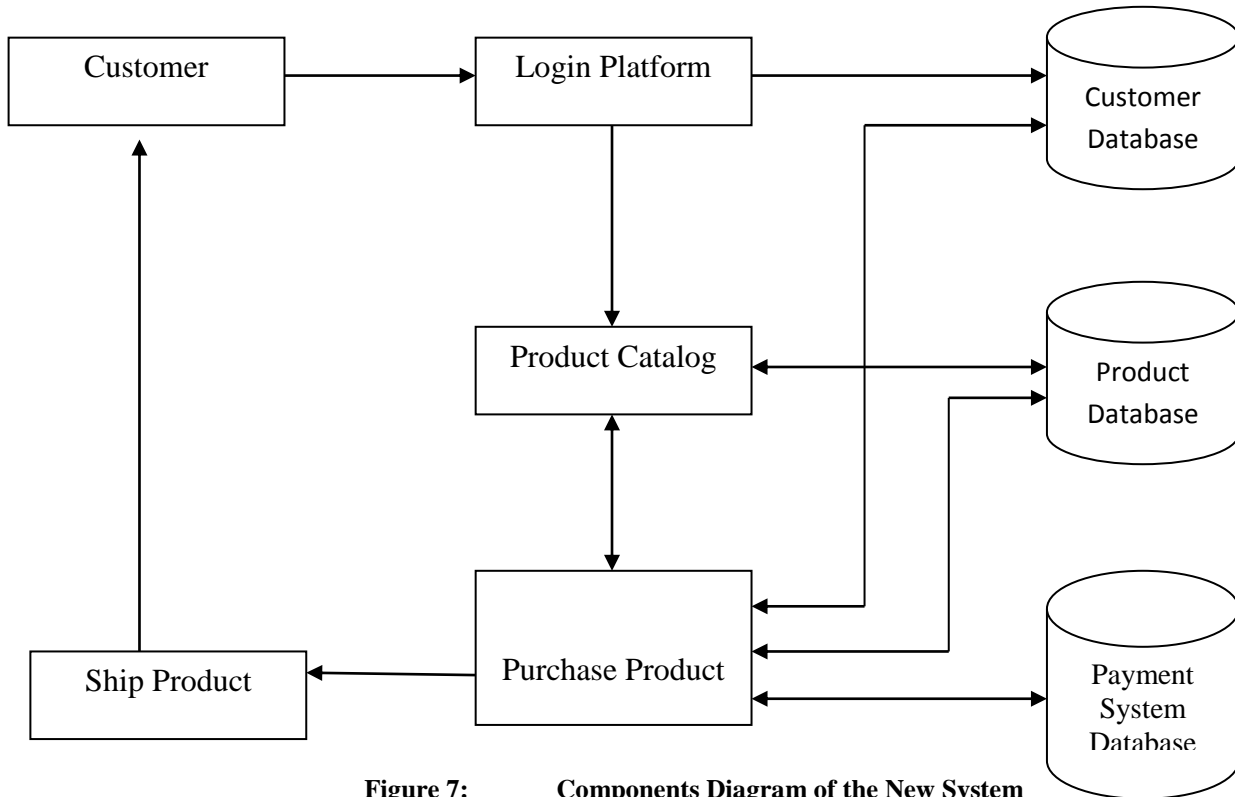 Customer
Login Platform
Customer
Database
Product Catalog
Product
Database
Ship Product
Purchase Product
Payment
System
Database
Figure 7: Components Diagram of the New System